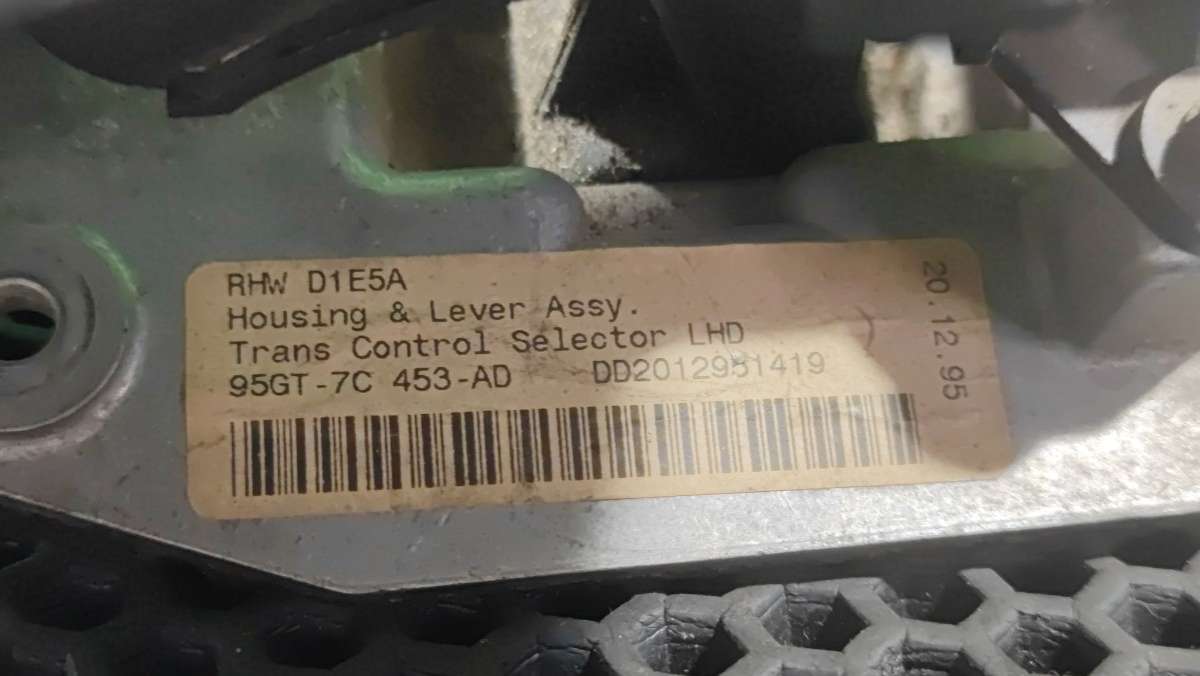 RHW D1E5A
Housing & Lever Assy.
Trans Control Selector LHD
95GT-7C 453-AD DD2012951419
20.12.95